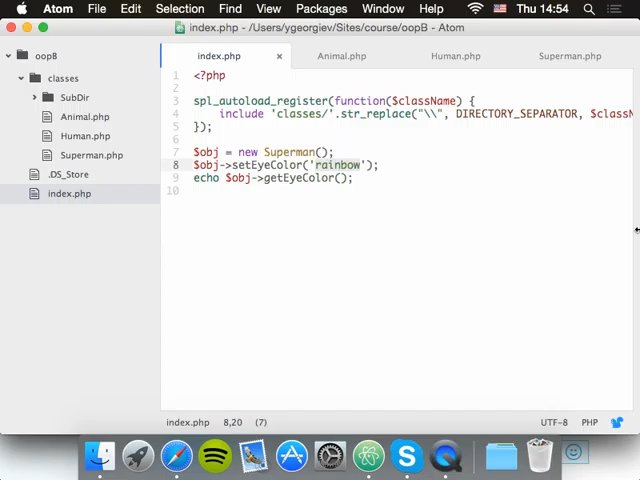 Atom File Edit Selection Find View Packages Window Help Thu 14:54
index.php - /Users/ygeorgiev/Sites/course/oopB - Atom
oopB
classes
SubDir
Animal.php
Human.php
Superman.php
.DS_Store
index.php
index.php Animal.php Human.php Superman.php
1 <?php
2
3 spl_autoload_register(function($className) {
4 include 'classes/'.str_replace("\\", DIRECTORY_SEPARATOR, $classN
5 });
6
7 $obj = new Superman();
8 $obj->setEyeColor('rainbow');
9 echo $obj->getEyeColor();
10
index.php 8,20 (7) UTF-8 PHP